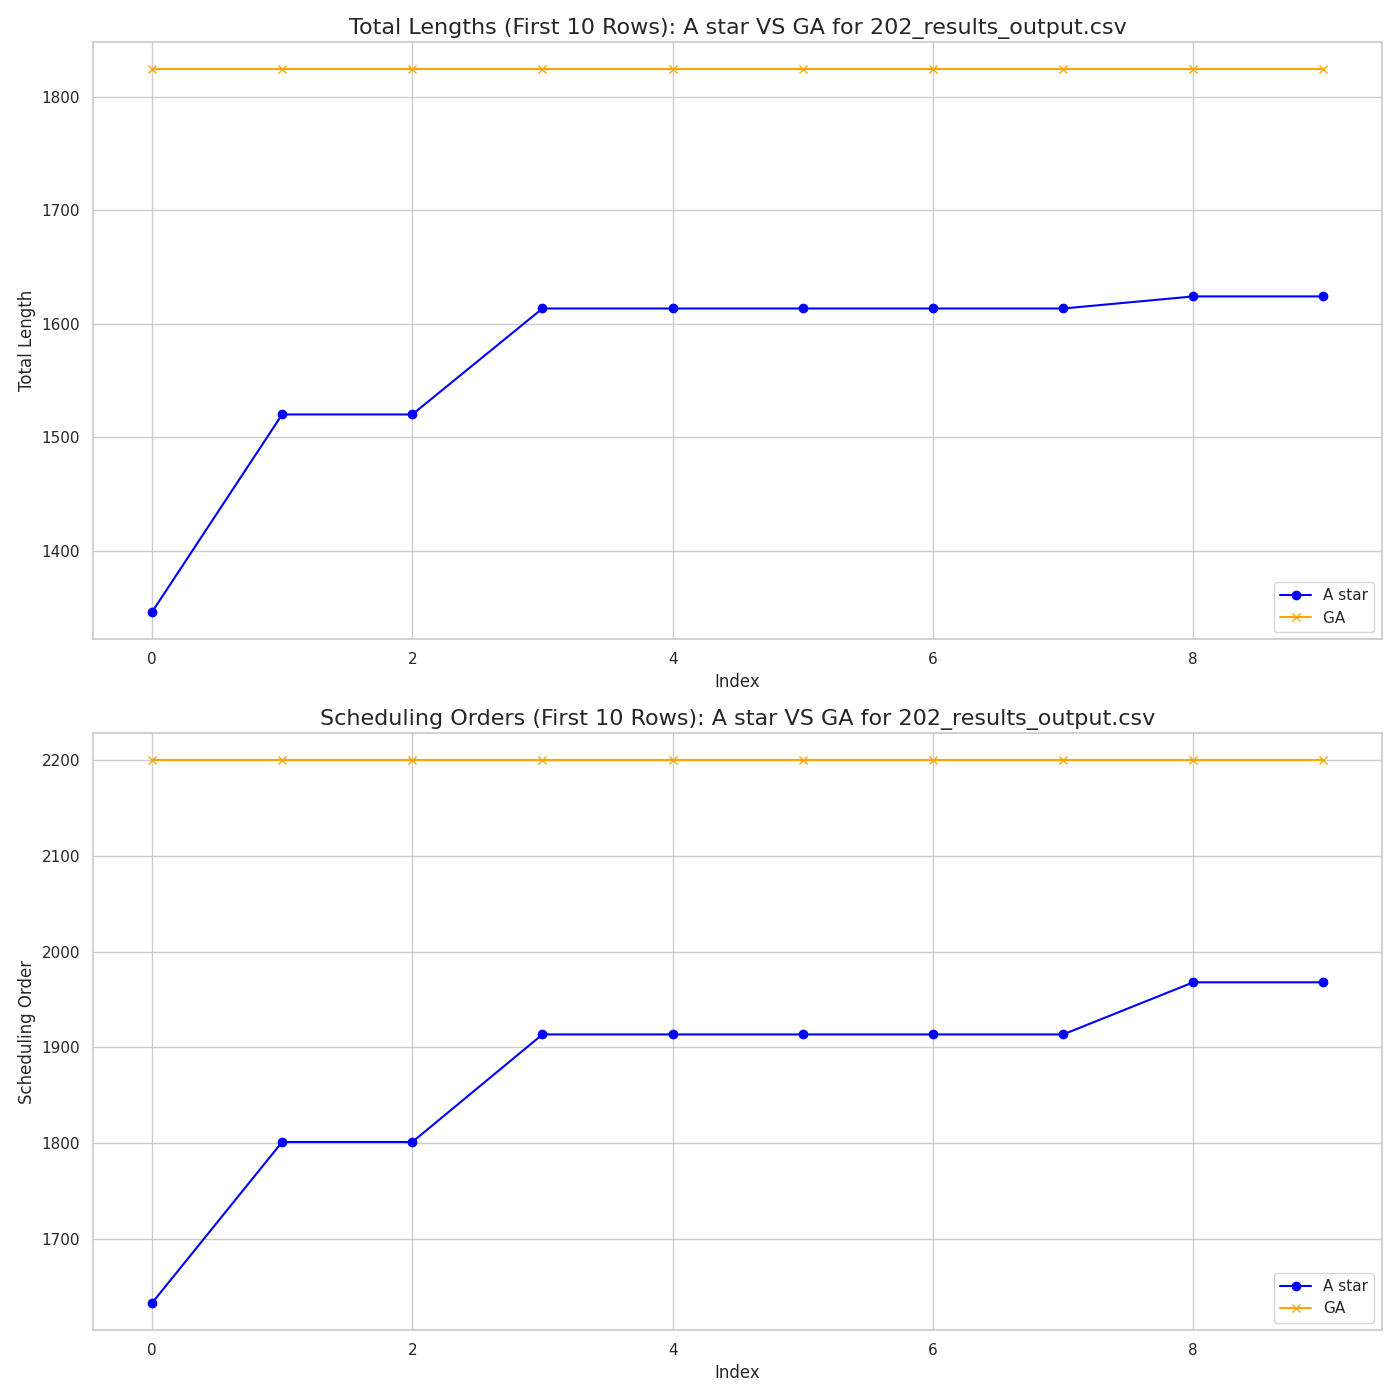 Total Lengths (First 10 Rows): A star VS GA for 202_results_output.csv
1800
1700
1600
1500
1400
Total Length
A star
GA
0 2 4 6 8
Index
Scheduling Orders (First 10 Rows): A star VS GA for 202_results_output.csv
2200
2100
2000
1900
1800
1700
Scheduling Order
A star
GA
0 2 4 6 8
Index